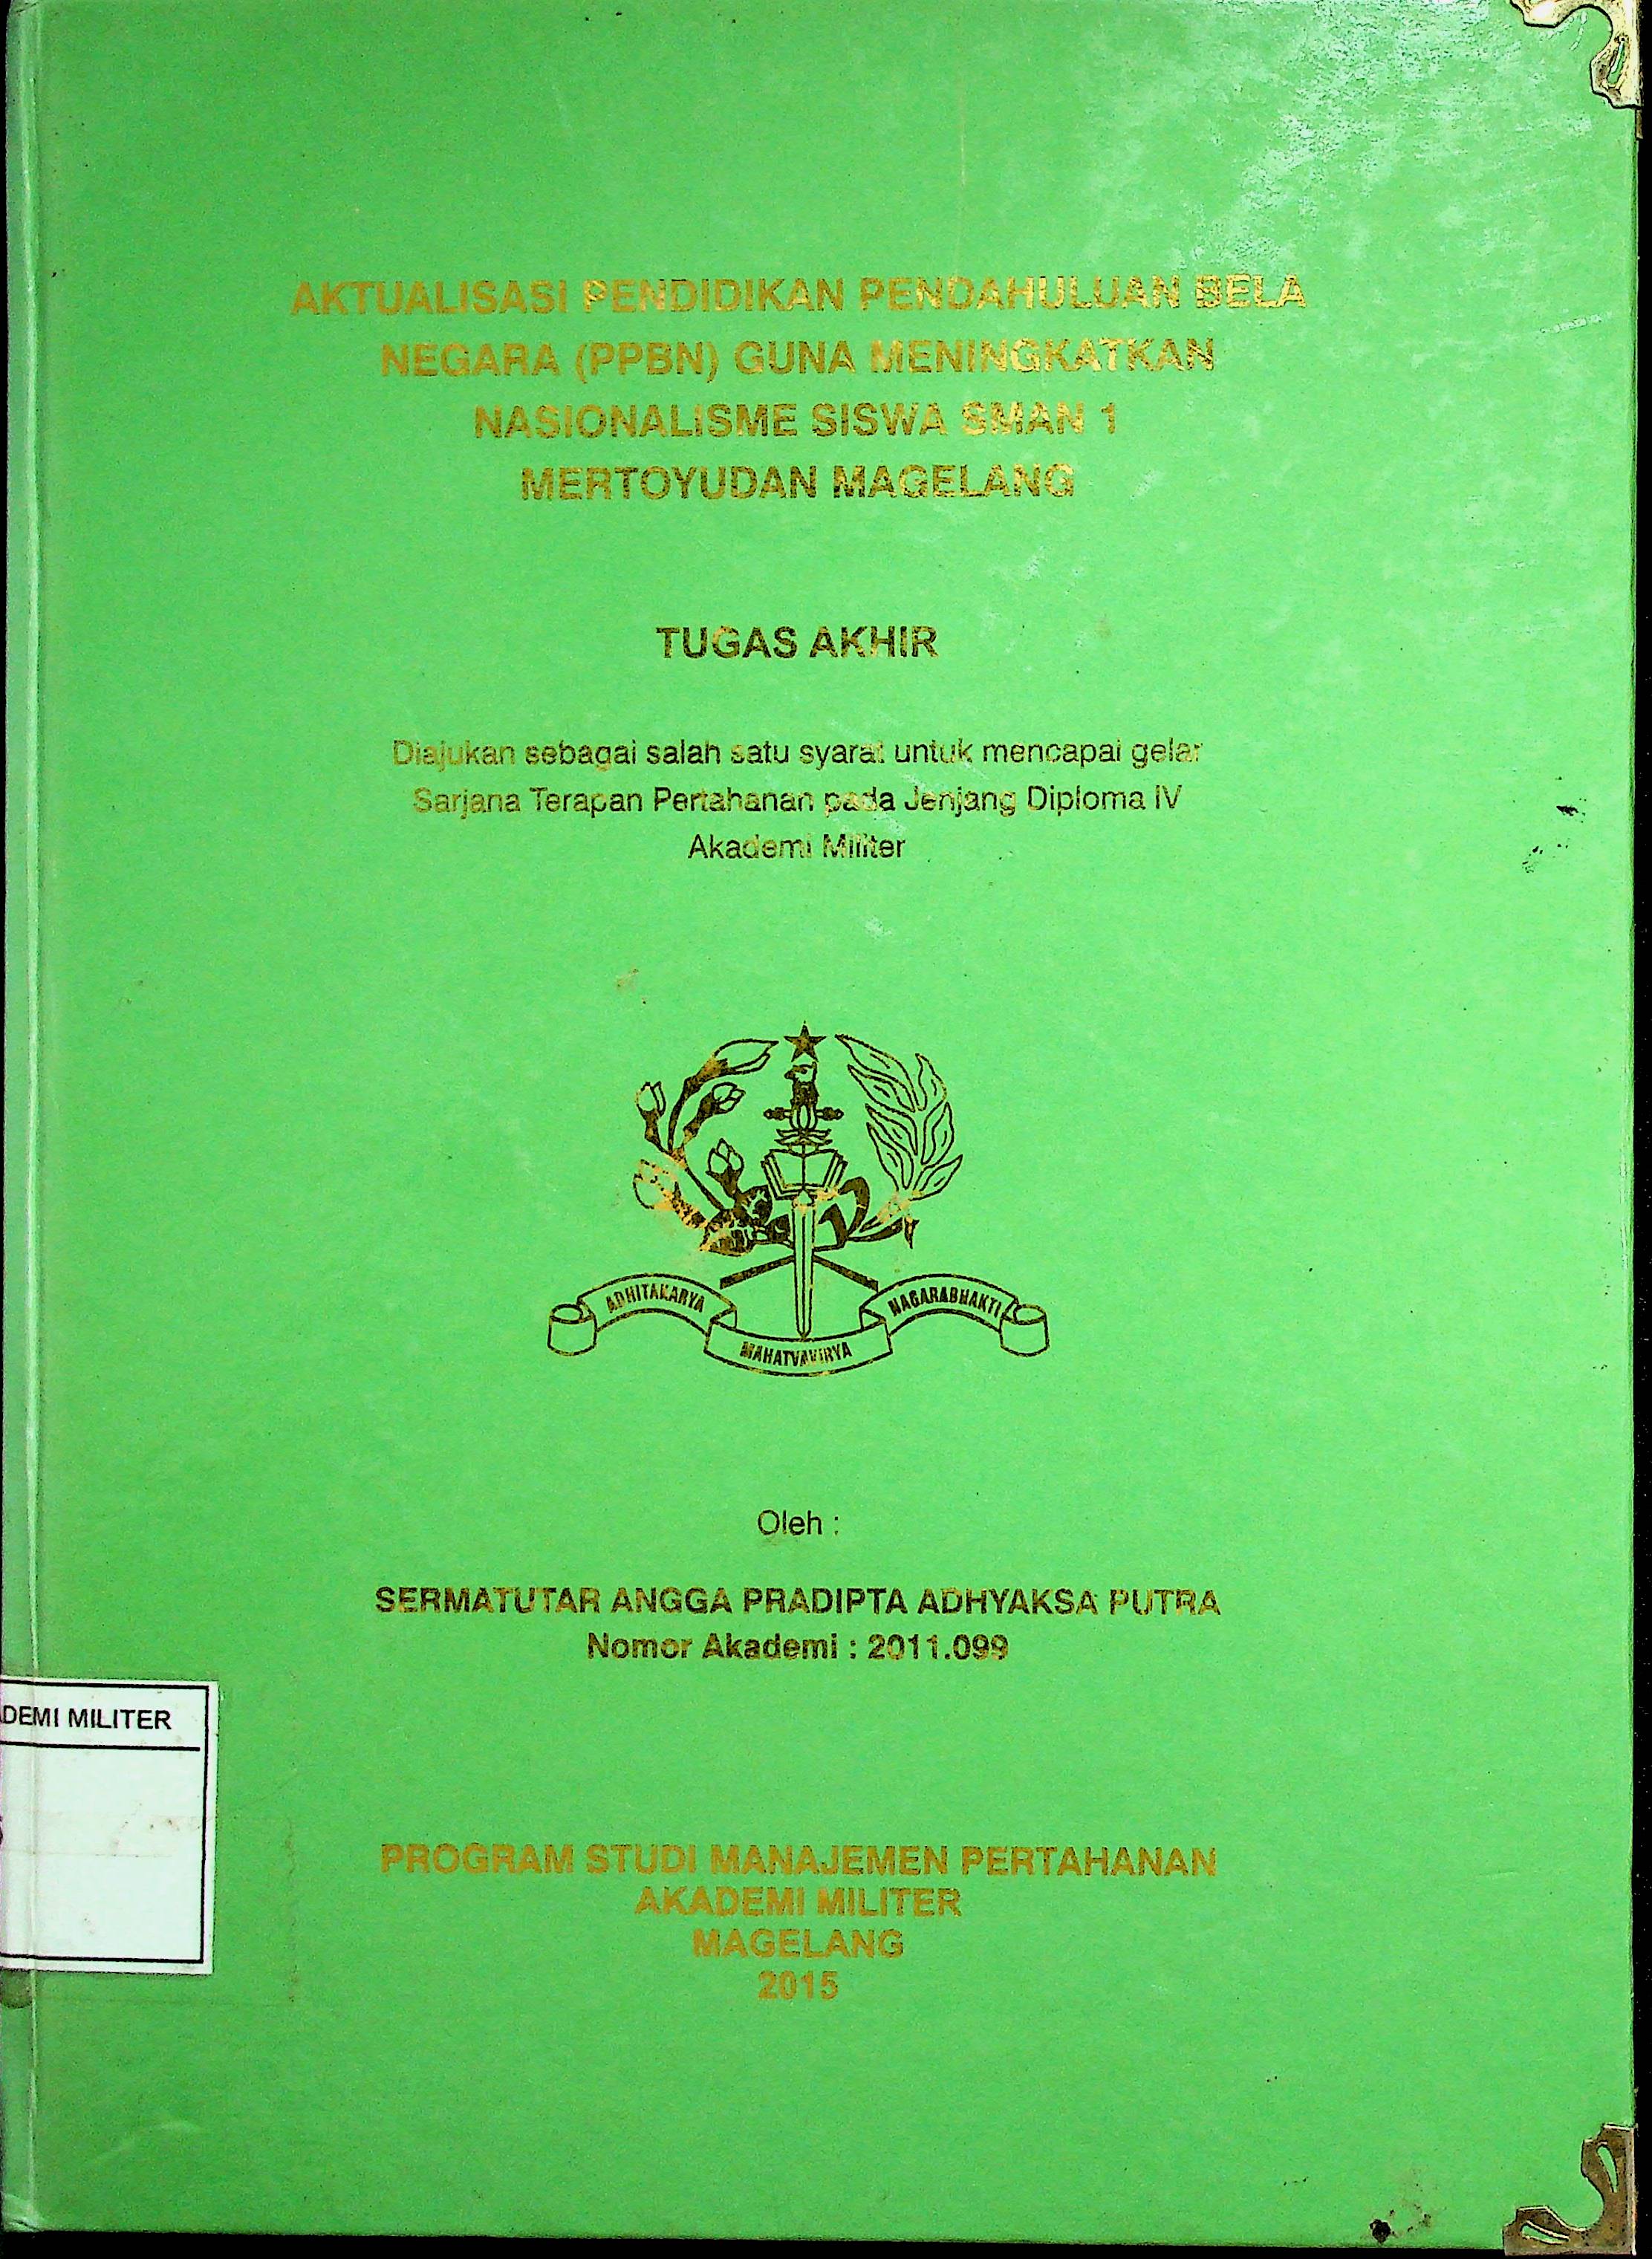 AKTUALISASI PENDIDIKAN PENDAHULUAN BELA
NEGARA (PPBN) GUNA MENINGKATKAN
NASIONALISME SISWA SMAN 1
MERTOYUDAN MAGELANG
TUGAS AKHIR
Diajukan sebagai salah satu syarat untuk mencapai gelar
Sarjana Terapan Pertahanan pada Jenjang Diploma IV
Akademi Militer
ADHITAKARYA
MAHATVAVIRYA
NAGARABHAKTI
Oleh :
SERMATUTAR ANGGA PRADIPTA ADHYAKSA PUTRA
Nomor Akademi : 2011.099
DEMI MILITER
PROGRAM STUDI MANAJEMEN PERTAHANAN
AKADEMI MILITER
MAGELANG
2015